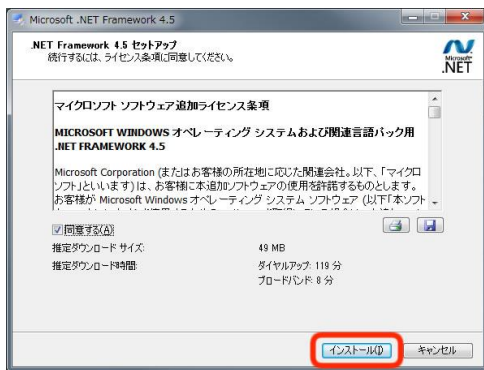 Microsoft .NET Framework 4.5
.NET Framework 4.5 セットアップ
続行するには、ライセンス条項に同意してください。
Microsoft
.NET
マイクロソフト ソフトウェア追加ライセンス条項
MICROSOFT WINDOWS オペレーティング システムおよび関連言語パック用
.NET FRAMEWORK 4.5
Microsoft Corporation (またはお客様の所在地に応じた関連会社。以下、「マイクロ
ソフト」といいます) は、お客様に本追加ソフトウェアの使用を許諾するものとします。
お客様が Microsoft Windows オペレーティング システム ソフトウェア (以下「本ソフト
同意する(A)
推定ダウンロード サイズ: 49 MB
推定ダウンロード時間: ダイヤルアップ: 119 分
ブロードバンド: 8 分
インストール(I) キャンセル